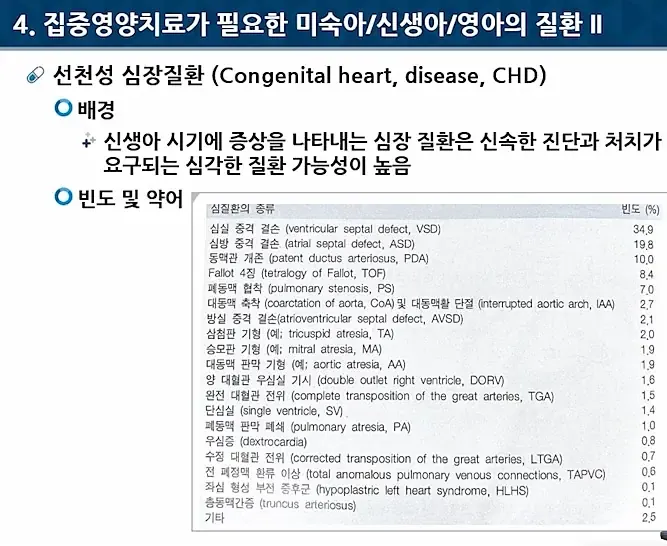 4. 집중영양치료가 필요한 미숙아/신생아/영아의 질환 II
선천성 심장질환 (Congenital heart, disease, CHD)
배경
신생아 시기에 증상을 나타내는 심장 질환은 신속한 진단과 처치가
요구되는 심각한 질환 가능성이 높음
빈도 및 약어
심질환의 종류 빈도 (%)
심실 중격 결손 (ventricular septal defect, VSD) 34.9
심방 중격 결손 (atrial septal defect, ASD) 19.8
동맥관 개존 (patent ductus arteriosus, PDA) 10.0
Fallot 4징 (tetralogy of Fallot, TOF) 8.4
폐동맥 협착 (pulmonary stenosis, PS) 7.0
대동맥 축착 (coarctation of aorta, CoA) 및 대동맥활 단절 (interrupted aortic arch, IAA) 2.7
방실 중격 결손(atrioventricular septal defect, AVSD) 2.1
삼첨판 기형 (예; tricuspid atresia, TA) 2.0
승모판 기형 (예; mitral atresia, MA) 1.9
대동맥 판막 기형 (예; aortic atresia, AA) 1.9
양 대혈관 우심실 기시 (double outlet right ventricle, DORV) 1.6
완전 대혈관 전위 (complete transposition of the great arteries, TGA) 1.5
단심실 (single ventricle, SV) 1.4
폐동맥 판막 폐쇄 (pulmonary atresia, PA) 1.0
우심증 (dextrocardia) 0.8
수정 대혈관 전위 (corrected transposition of the great arteries, LTGA) 0.7
전 폐정맥 환류 이상 (total anomalous pulmonary venous connections, TAPVC) 0.6
좌심 형성 부전 증후군 (hypoplastic left heart syndrome, HLHS) 0.1
총동맥간증 (truncus arteriosus) 0.1
기타 2.5